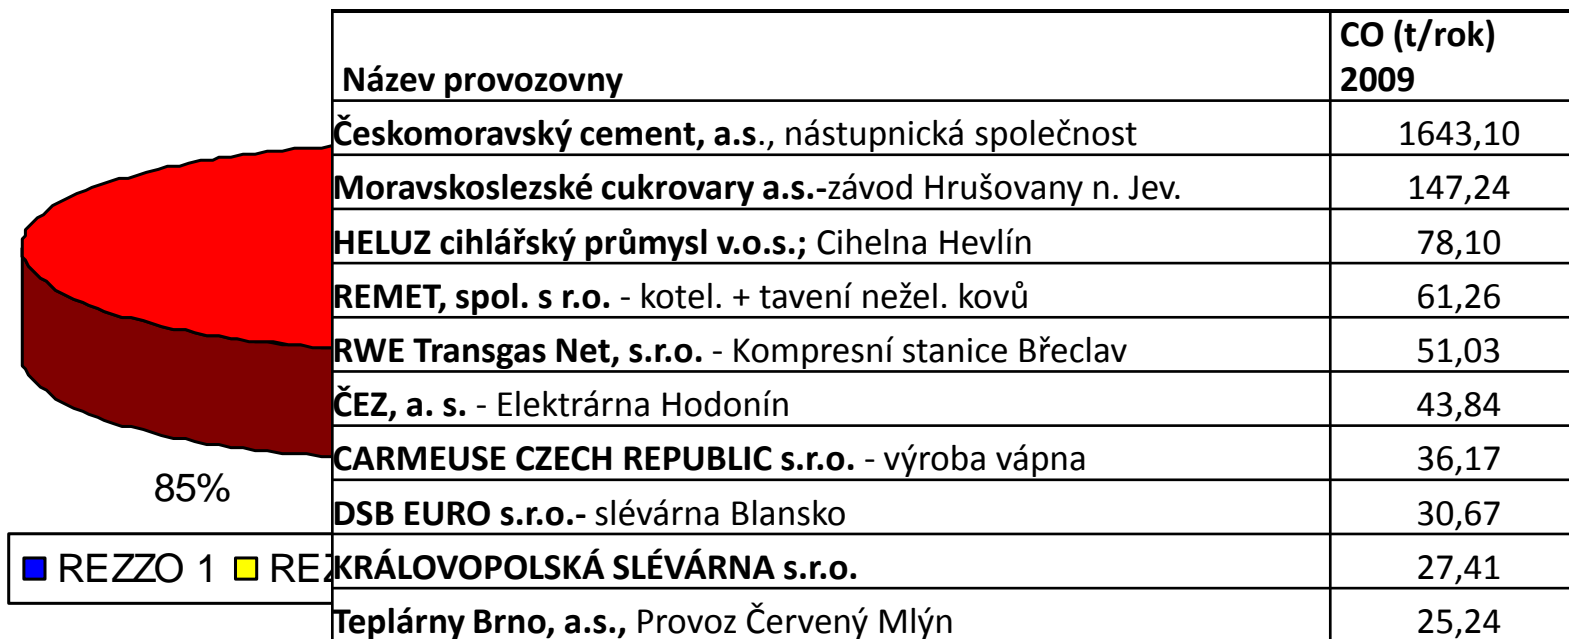 CO (t/rok)
Název provozovny 2009
Českomoravský cement, a.s., nástupnická společnost 1643,10
Moravskoslezské cukrovary a.s.-závod Hrušovany n. Jev. 147,24
HELUZ cihlářský průmysl v.o.s.; Cihelna Hevlín 78,10
REMET, spol. s r.o. - kotel. + tavení nežel. kovů 61,26
RWE Transgas Net, s.r.o. - Kompresní stanice Břeclav 51,03
ČEZ, a. s. - Elektrárna Hodonín 43,84
CARMEUSE CZECH REPUBLIC s.r.o. - výroba vápna 36,17
DSB EURO s.r.o.- slévárna Blansko 30,67
KRÁLOVOPOLSKÁ SLÉVÁRNA s.r.o. 27,41
Teplárny Brno, a.s., Provoz Červený Mlýn 25,24
85%
REZZO 1